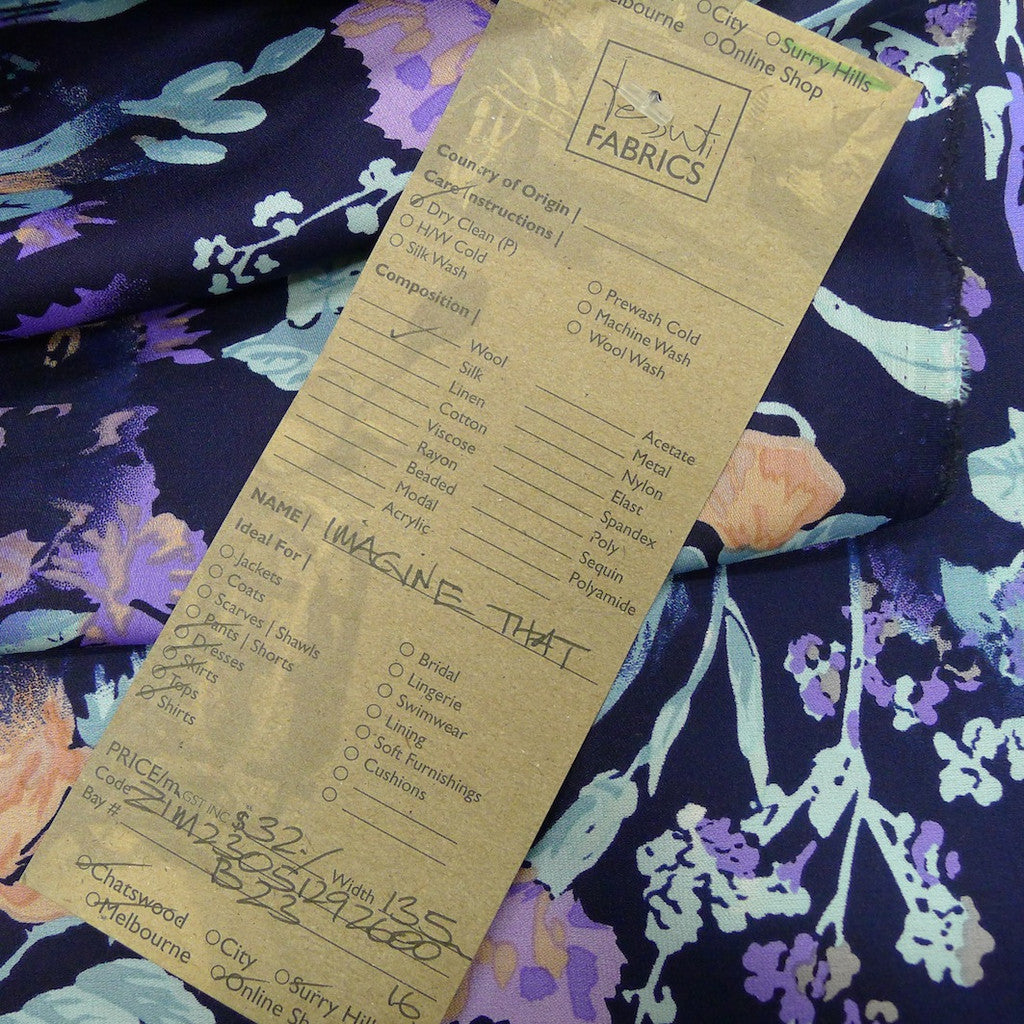 elbourne ○City ○Surry Hills
○Online Shop
tessuti
FABRICS
Country of Origin |
Care Instructions |
Dry Clean (P)
○ H/W Cold
○ Silk Wash
○ Prewash Cold
○ Machine Wash
○ Wool Wash
Composition |
Wool
✓ Silk
Linen
Cotton
Viscose
Rayon
Beaded
Modal
Acrylic
Acetate
Metal
Nylon
Elast
Spandex
Poly
Sequin
Polyamide
NAME | IMAGINE THAT
Ideal For |
○ Jackets
○ Coats
○ Scarves | Shawls
○ Pants | Shorts
Dresses
Skirts
Tops
Shirts
○ Bridal
○ Lingerie
○ Swimwear
○ Lining
○ Soft Furnishings
○ Cushions
○
○
PRICE/m GST INC $32./ Width 135
Code
Bay # B23
16
Chatswood
Melbourne ○City ○Surry Hills
Online Sh